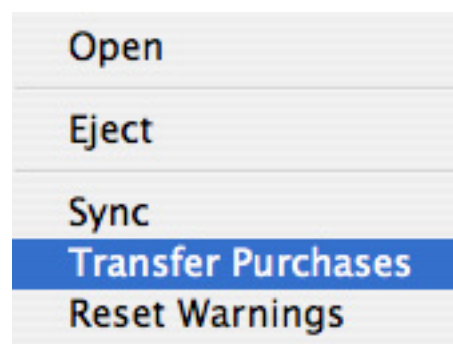 Open
Eject
Sync
Transfer Purchases
Reset Warnings